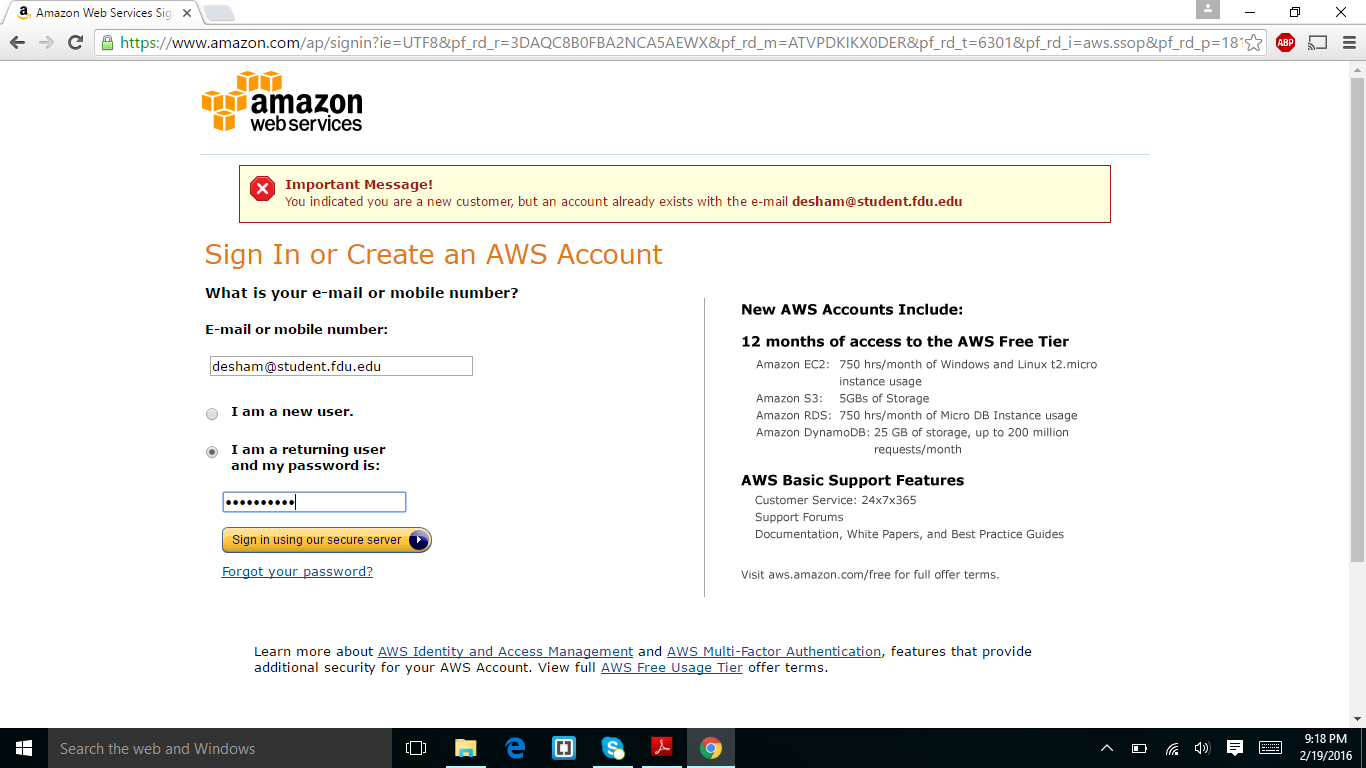 Amazon Web Services Sig
https://www.amazon.com/ap/signin?ie=UTF8&pf_rd_r=3DAQC8B0FBA2NCA5AEWX&pf_rd_m=ATVPDKIKX0DER&pf_rd_t=6301&pf_rd_i=aws.ssop&pf_rd_p=181
ABP
amazon
web services
Important Message!
You indicated you are a new customer, but an account already exists with the e-mail desham@student.fdu.edu
Sign In or Create an AWS Account
What is your e-mail or mobile number?
E-mail or mobile number:
desham@student.fdu.edu
I am a new user.
I am a returning user
and my password is:
••••••••••
Sign in using our secure server
Forgot your password?
New AWS Accounts Include:
12 months of access to the AWS Free Tier
Amazon EC2: 750 hrs/month of Windows and Linux t2.micro
instance usage
Amazon S3: 5GBs of Storage
Amazon RDS: 750 hrs/month of Micro DB Instance usage
Amazon DynamoDB: 25 GB of storage, up to 200 million
requests/month
AWS Basic Support Features
Customer Service: 24x7x365
Support Forums
Documentation, White Papers, and Best Practice Guides
Visit aws.amazon.com/free for full offer terms.
Learn more about AWS Identity and Access Management and AWS Multi-Factor Authentication, features that provide
additional security for your AWS Account. View full AWS Free Usage Tier offer terms.
Search the web and Windows
9:18 PM
2/19/2016